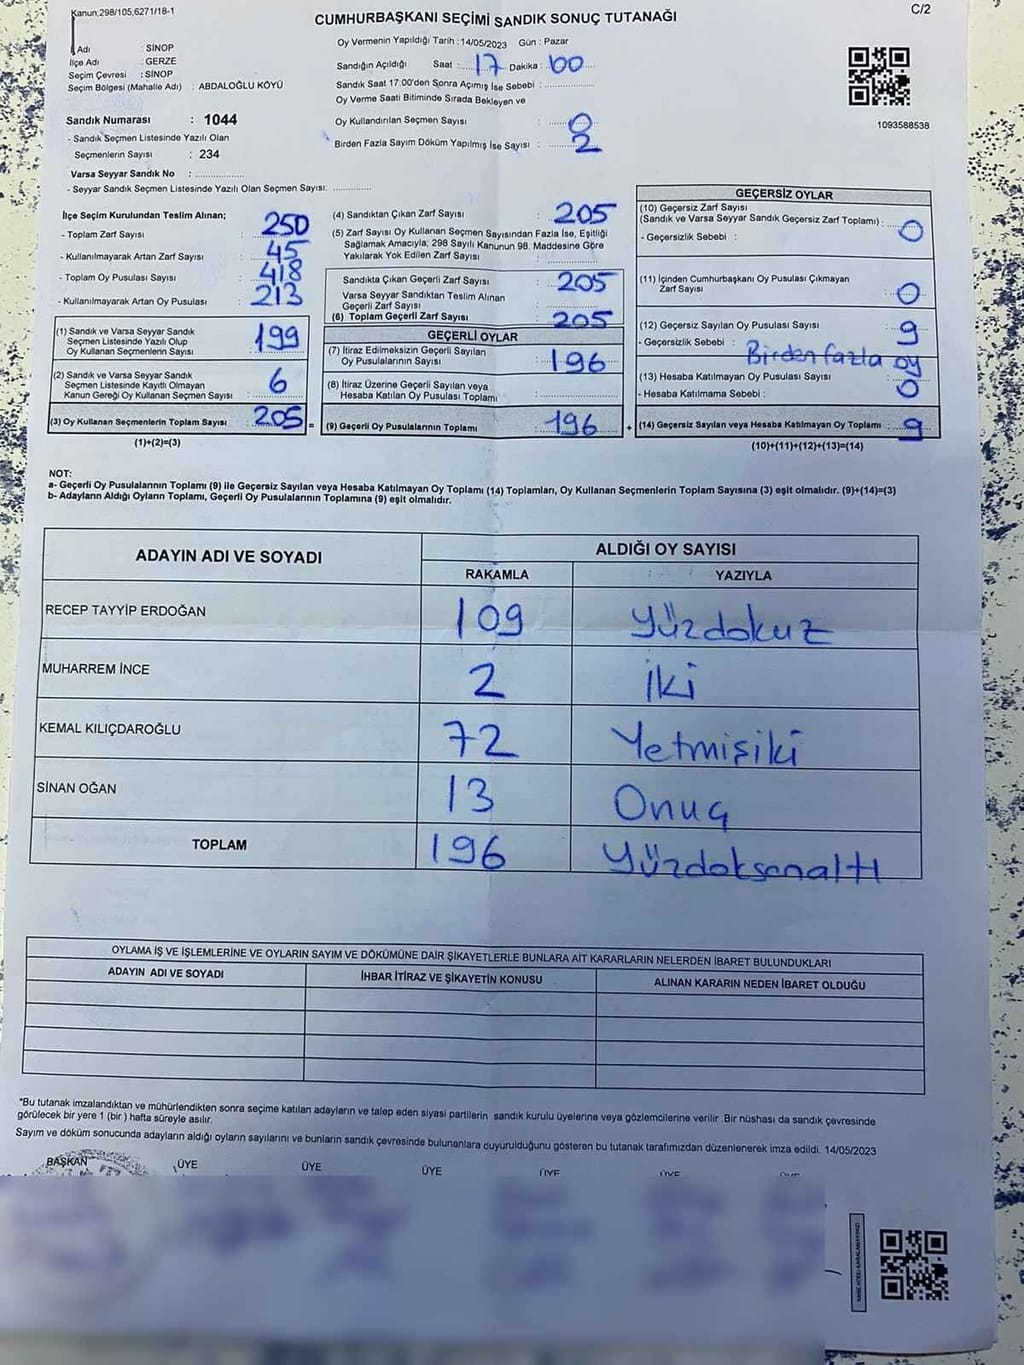 Kanun,298/105,6271/18-1
C/2
CUMHURBAŞKANI SEÇİMİ SANDIK SONUÇ TUTANAĞI
Adı : SİNOP
İlçe Adı : GERZE
Seçim Çevresi : SİNOP
Seçim Bölgesi (Mahalle Adı) : ABDALOĞLU KÖYÜ
Sandık Numarası : 1044
- Sandık Seçmen Listesinde Yazılı Olan
Seçmenlerin Sayısı : 234
Varsa Seyyar Sandık No :
- Seyyar Sandık Seçmen Listesinde Yazılı Olan Seçmen Sayısı:
Oy Vermenin Yapıldığı Tarih :14/05/2023 Gün : Pazar
Sandığın Açıldığı Saat : 17 Dakika : 00
Sandık Saat 17:00'den Sonra Açımış İse Sebebi :
Oy Verme Saati Bitiminde Sırada Bekleyen ve
Oy Kullandırılan Seçmen Sayısı :
Birden Fazla Sayım Döküm Yapılmış İse Sayısı :
1093588538
İlçe Seçim Kurulundan Teslim Alınan;
- Toplam Zarf Sayısı : 250
- Kullanılmayarak Artan Zarf Sayısı : 45
- Toplam Oy Pusulası Sayısı : 418
- Kullanılmayarak Artan Oy Pusulası : 213
(1) Sandık ve Varsa Seyyar Sandık
Seçmen Listesinde Yazılı Olup
Oy Kullanan Seçmenlerin Sayısı : 199
(2) Sandık ve Varsa Seyyar Sandık
Seçmen Listesinde Kayıtlı Olmayan
Kanun Gereği Oy Kullanan Seçmen Sayısı : 6
(3) Oy Kullanan Seçmenlerin Toplam Sayısı : 205 =
(1)+(2)=(3)
(4) Sandıktan Çıkan Zarf Sayısı : 205
(5) Zarf Sayısı Oy Kullanan Seçmen Sayısından Fazla İse, Eşitliği
Sağlamak Amacıyla; 298 Sayılı Kanunun 98. Maddesine Göre
Yakılarak Yok Edilen Zarf Sayısı :
Sandıkta Çıkan Geçerli Zarf Sayısı : 205
Varsa Seyyar Sandıktan Teslim Alınan
Geçerli Zarf Sayısı :
(6) Toplam Geçerli Zarf Sayısı : 205
GEÇERLİ OYLAR
(7) İtiraz Edilmeksizin Geçerli Sayılan
Oy Pusulalarının Sayısı : 196
(8) İtiraz Üzerine Geçerli Sayılan veya
Hesaba Katılan Oy Pusulası Toplamı :
(9) Geçerli Oy Pusulalarının Toplamı : 196 +
GEÇERSİZ OYLAR
(10) Geçersiz Zarf Sayısı
(Sandık ve Varsa Seyyar Sandık Geçersiz Zarf Toplamı) : 0
- Geçersizlik Sebebi :
(11) İçinden Cumhurbaşkanı Oy Pusulası Çıkmayan
Zarf Sayısı : 0
(12) Geçersiz Sayılan Oy Pusulası Sayısı : 9
- Geçersizlik Sebebi : Birden fazla oy
(13) Hesaba Katılmayan Oy Pusulası Sayısı : 0
- Hesaba Katılmama Sebebi :
(14) Geçersiz Sayılan veya Hesaba Katılmayan Oy Toplamı : 9
(10)+(11)+(12)+(13)=(14)
NOT:
a- Geçerli Oy Pusulalarının Toplamı (9) ile Geçersiz Sayılan veya Hesaba Katılmayan Oy Toplamı (14) Toplamları, Oy Kullanan Seçmenlerin Toplam Sayısına (3) eşit olmalıdır. (9)+(14)=(3)
b- Adayların Aldığı Oyların Toplamı, Geçerli Oy Pusulalarının Toplamına (9) eşit olmalıdır.
ADAYIN ADI VE SOYADI
ALDIĞI OY SAYISI
RAKAMLA YAZIYLA
RECEP TAYYİP ERDOĞAN 109 Yüzdokuz
MUHARREM İNCE 2 İki
KEMAL KILIÇDAROĞLU 72 Yetmişiki
SİNAN OĞAN 13 Onuç
TOPLAM 196 Yüzdoksanaltı
OYLAMA İŞ VE İŞLEMLERİNE VE OYLARIN SAYIM VE DÖKÜMÜNE DAİR ŞİKAYETLERLE BUNLARA AİT KARARLARIN NELERDEN İBARET BULUNDUKLARI
ADAYIN ADI VE SOYADI İHBAR İTİRAZ VE ŞİKAYETİN KONUSU ALINAN KARARIN NEDEN İBARET OLDUĞU
*Bu tutanak imzalandıktan ve mühürlendikten sonra seçime katılan adayların ve talep eden siyasi partilerin sandık kurulu üyelerine veya gözlemcilerine verilir .Bir nüshası da sandık çevresinde
görülecek bir yere 1 (bir ) hafta süreyle asılır.
Sayım ve döküm sonucunda adayların aldığı oyların sayılarını ve bunların sandık çevresinde bulunanlara duyurulduğunu gösteren bu tutanak tarafımızdan düzenlenerek imza edildi. 14/05/2023
BAŞKAN ÜYE ÜYE ÜYE ÜYE ÜYE